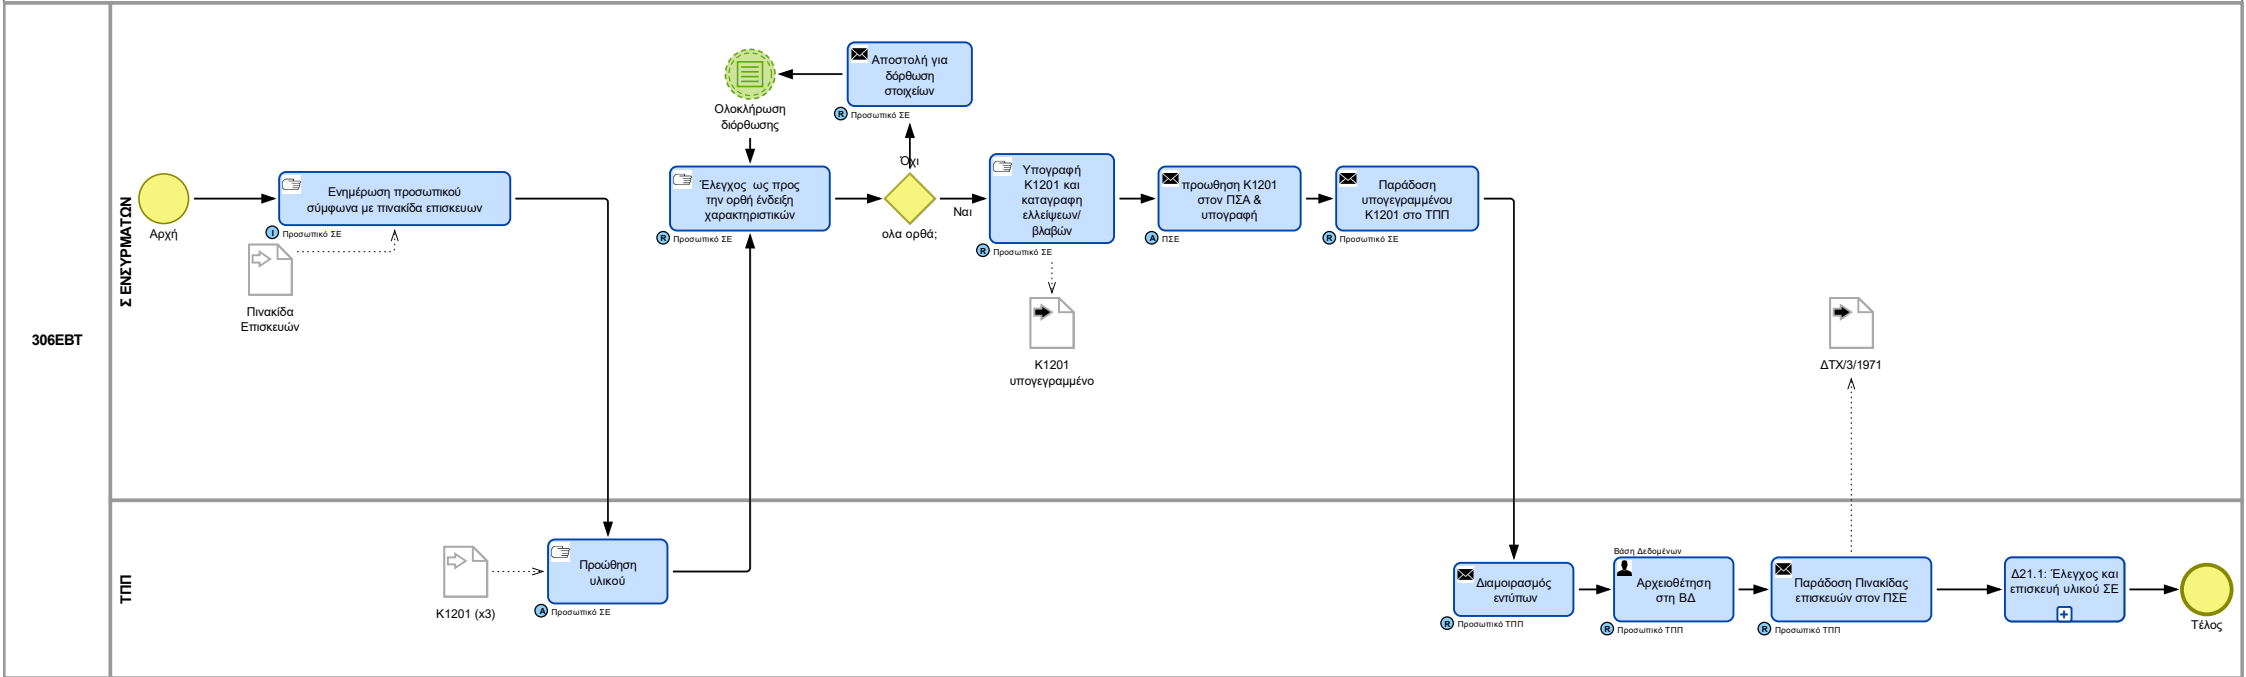 306ΕΒΤ
Σ ΕΝΣΥΡΜΑΤΩΝ
Αρχή
Ενημέρωση προσωπικού
σύμφωνα με πινακίδα επισκευων
I Προσωπικό ΣΕ
Πινακίδα
Επισκευών
Ολοκλήρωση
διόρθωσης
Αποστολή για
δόρθωση
στοιχείων
R Προσωπικό ΣΕ
Έλεγχος ως προς
την ορθή ένδειξη
χαρακτηριστικών
R Προσωπικό ΣΕ
Όχι
Ναι
ολα ορθά;
Υπογραφή
Κ1201 και
καταγραφη
ελλείψεων/
βλαβών
R Προσωπικό ΣΕ
Κ1201
υπογεγραμμένο
προωθηση Κ1201
στον ΠΣΑ &
υπογραφή
A ΠΣΕ
Παράδοση
υπογεγραμμένου
Κ1201 στο ΤΠΠ
R Προσωπικό ΣΕ
ΔΤΧ/3/1971
ΤΠΠ
Κ1201 (x3)
Προώθηση
υλικού
A Προσωπικό ΣΕ
Διαμοιρασμός
εντύπων
R Προσωπικό ΤΠΠ
Βάση Δεδομένων
Αρχειοθέτηση
στη ΒΔ
R Προσωπικό ΤΠΠ
Παράδοση Πινακίδας
επισκευών στον ΠΣΕ
R Προσωπικό ΤΠΠ
Δ21.1: Έλεγχος και
επισκευή υλικού ΣΕ
Τέλος